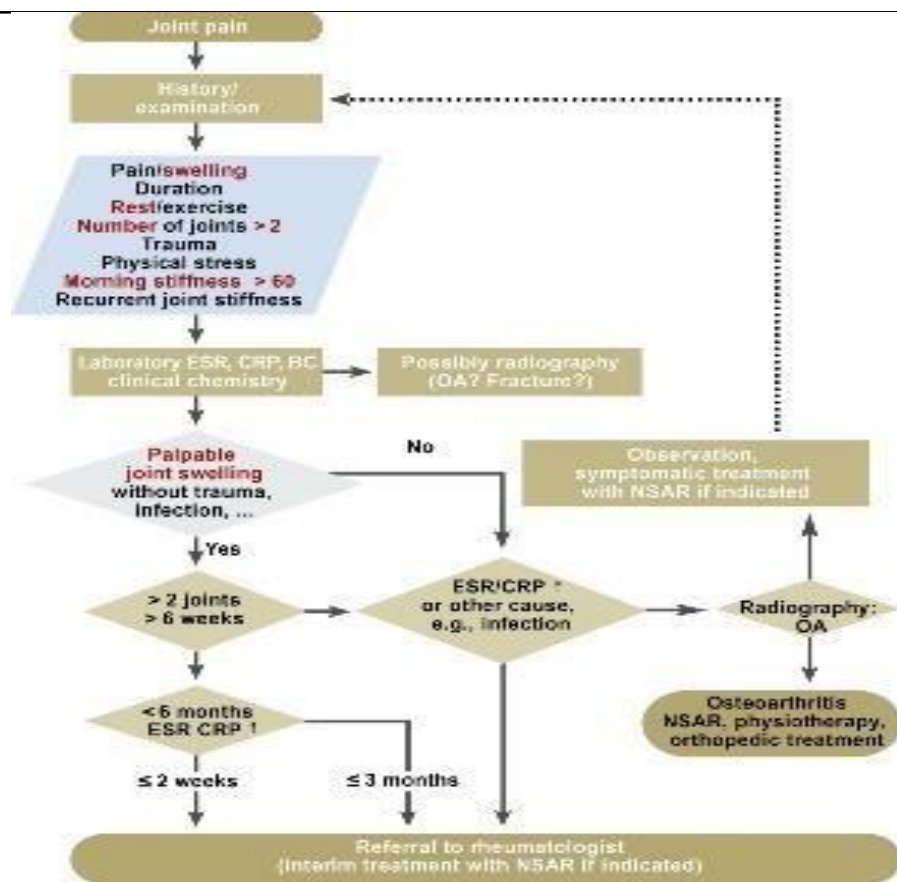 Joint pain
History/
examination
Pain/swelling
Duration
Rest/exercise
Number of joints > 2
Trauma
Physical stress
Morning stiffness > 60
Recurrent joint stiffness
Laboratory ESR, CRP, BC
clinical chemistry
Possibly radiography
(OA? Fracture?)
Palpable
joint swelling
without trauma,
infection, ...
No
Observation,
symptomatic treatment
with NSAR if indicated
Yes
> 2 joints
> 6 weeks
ESR/CRP
or other cause,
e.g., infection
Radiography:
OA
< 6 months
ESR CRP
Osteoarthritis
NSAR, physiotherapy,
orthopedic treatment
≤ 2 weeks
≤ 3 months
Referral to rheumatologist
(interim treatment with NSAR if indicated)